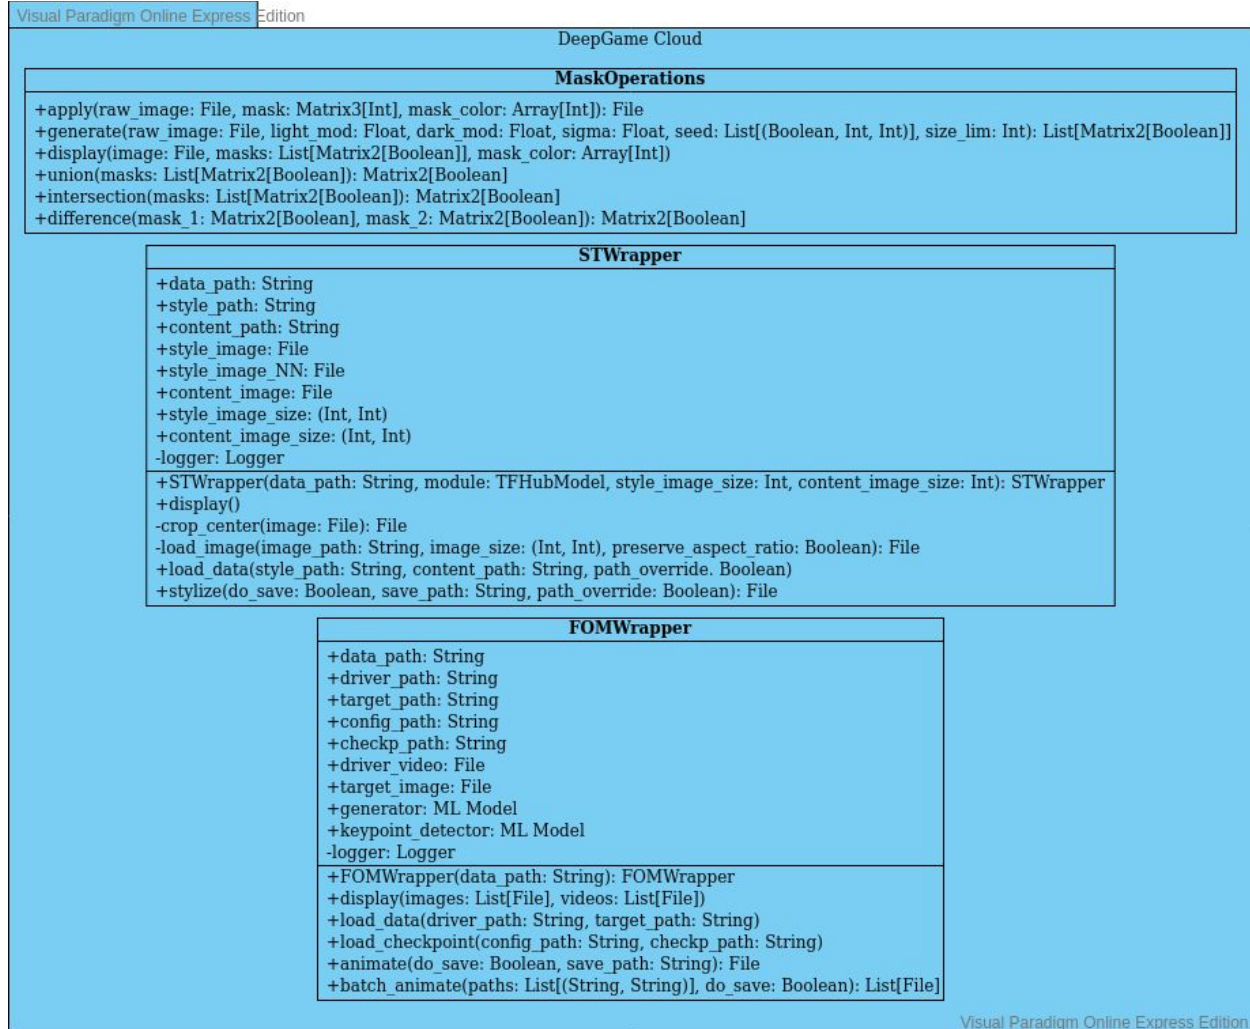 Visual Paradigm Online Express Edition
DeepGame Cloud
MaskOperations
+apply(raw_image: File, mask: Matrix3[Int], mask_color: Array[Int]): File
+generate(raw_image: File, light_mod: Float, dark_mod: Float, sigma: Float, seed: List[(Boolean, Int, Int)], size_lim: Int): List[Matrix2[Boolean]]
+display(image: File, masks: List[Matrix2[Boolean]], mask_color: Array[Int])
+union(masks: List[Matrix2[Boolean]): Matrix2[Boolean]
+intersection(masks: List[Matrix2[Boolean]): Matrix2[Boolean]
+difference(mask_1: Matrix2[Boolean], mask_2: Matrix2[Boolean]): Matrix2[Boolean]
STWrapper
+data_path: String
+style_path: String
+content_path: String
+style_image: File
+style_image_NN: File
+content_image: File
+style_image_size: (Int, Int)
+content_image_size: (Int, Int)
-logger: Logger
+STWrapper(data_path: String, module: TFHubModel, style_image_size: Int, content_image_size: Int): STWrapper
+display()
-crop_center(image: File): File
-load_image(image_path: String, image_size: (Int, Int), preserve_aspect_ratio: Boolean): File
+load_data(style_path: String, content_path: String, path_override. Boolean)
+stylize(do_save: Boolean, save_path: String, path_override: Boolean): File
FOMWrapper
+data_path: String
+driver_path: String
+target_path: String
+config_path: String
+checkp_path: String
+driver_video: File
+target_image: File
+generator: ML Model
+keypoint_detector: ML Model
-logger: Logger
+FOMWrapper(data_path: String): FOMWrapper
+display(images: List[File], videos: List[File])
+load_data(driver_path: String, target_path: String)
+load_checkpoint(config_path: String, checkp_path: String)
+animate(do_save: Boolean, save_path: String): File
+batch_animate(paths: List[(String, String)], do_save: Boolean): List[File]
Visual Paradigm Online Express Edition